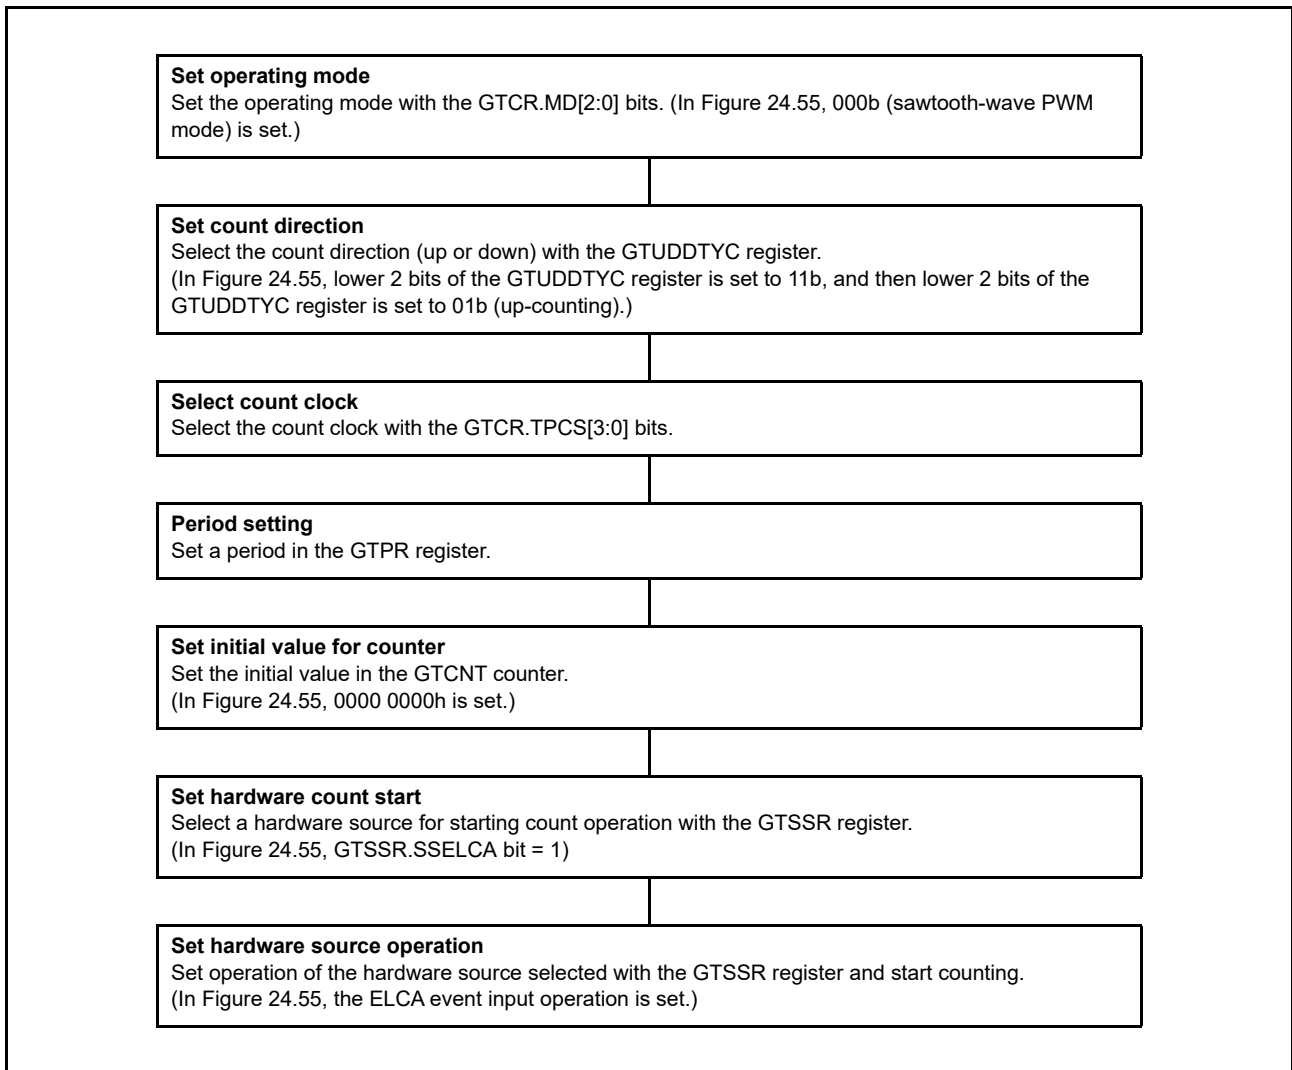 Set operating mode
Set the operating mode with the GTCR.MD[2:0] bits. (In Figure 24.55, 000b (sawtooth-wave PWM
mode) is set.)
Set count direction
Select the count direction (up or down) with the GTUDDTYC register.
(In Figure 24.55, lower 2 bits of the GTUDDTYC register is set to 11b, and then lower 2 bits of the
GTUDDTYC register is set to 01b (up-counting).)
Select count clock
Select the count clock with the GTCR.TPCS[3:0] bits.
Period setting
Set a period in the GTPR register.
Set initial value for counter
Set the initial value in the GTCNT counter.
(In Figure 24.55, 0000 0000h is set.)
Set hardware count start
Select a hardware source for starting count operation with the GTSSR register.
(In Figure 24.55, GTSSR.SSELCA bit = 1)
Set hardware source operation
Set operation of the hardware source selected with the GTSSR register and start counting.
(In Figure 24.55, the ELCA event input operation is set.)